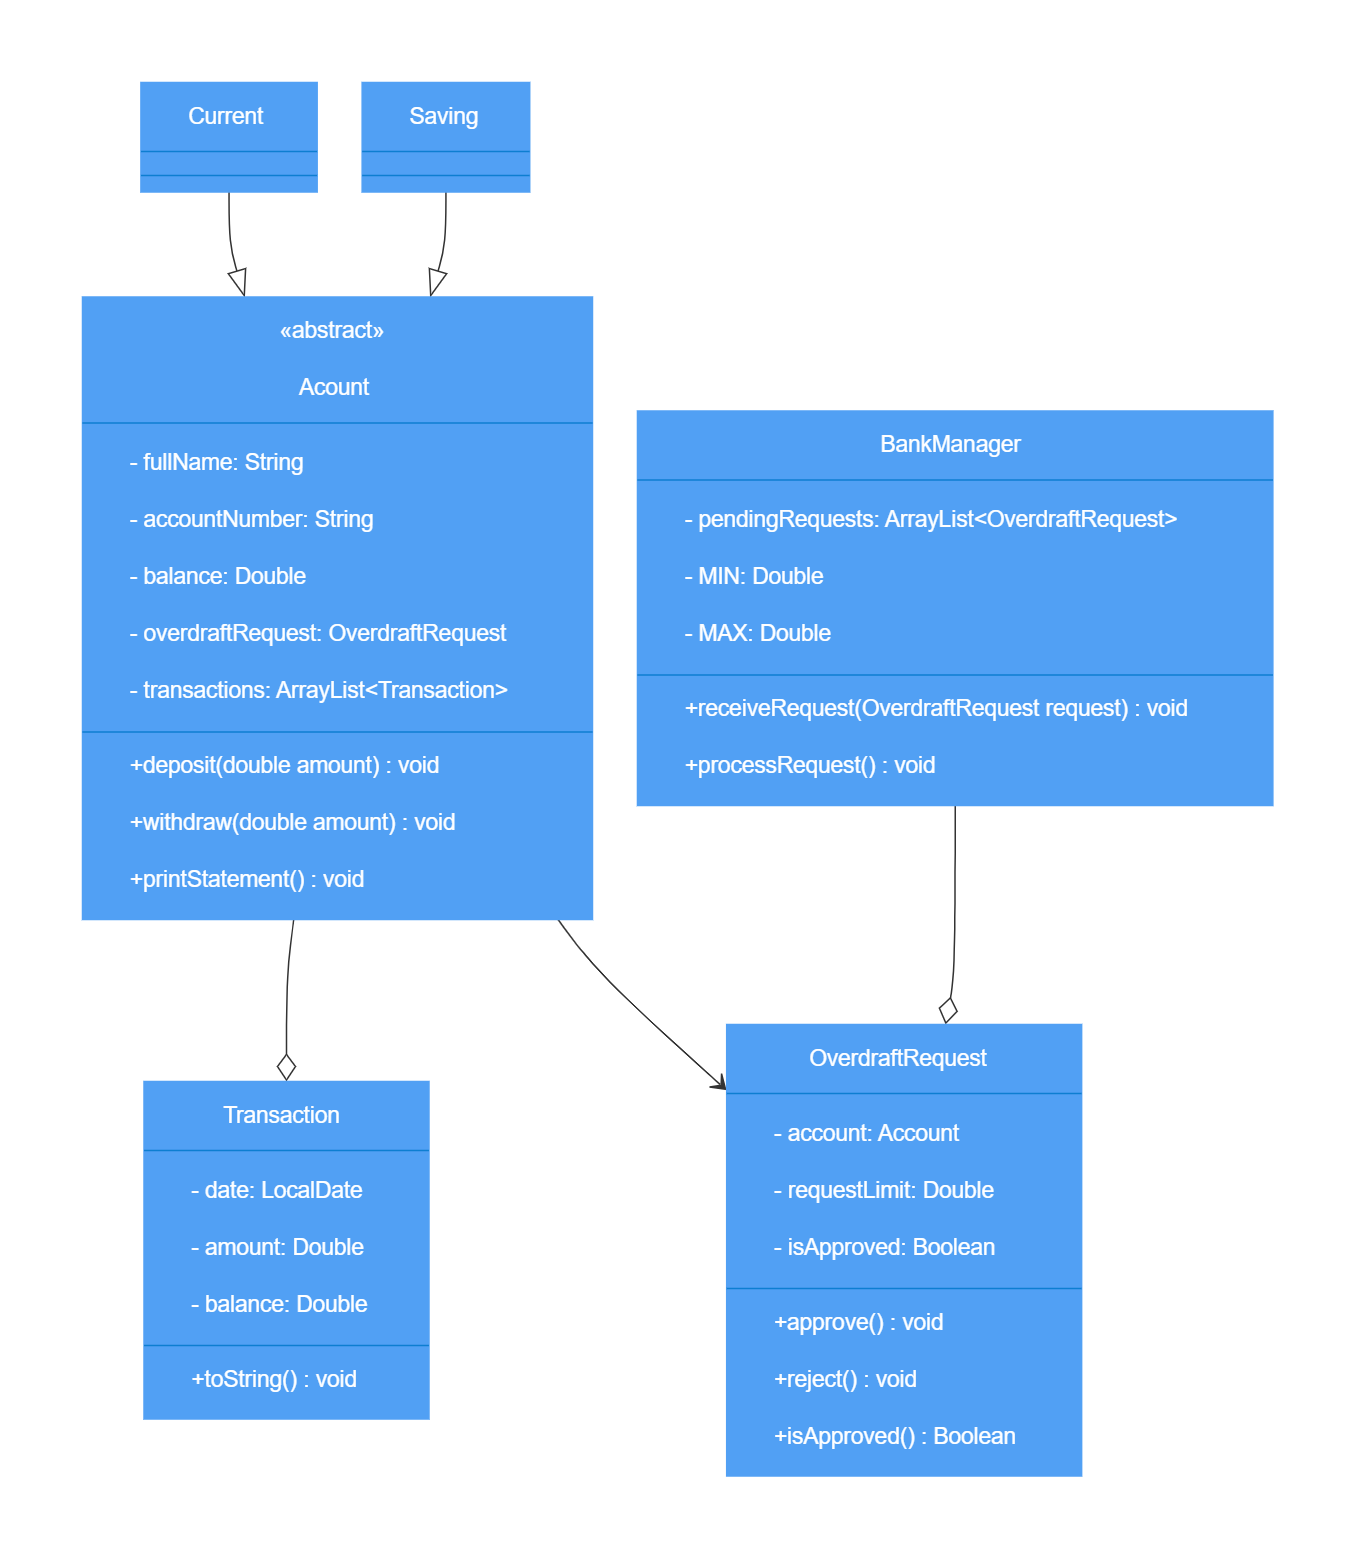 Current
Saving
«abstract»
Acount
- fullName: String
- accountNumber: String
- balance: Double
- overdraftRequest: OverdraftRequest
- transactions: ArrayList<Transaction>
+deposit(double amount) : void
+withdraw(double amount) : void
+printStatement() : void
BankManager
- pendingRequests: ArrayList<OverdraftRequest>
- MIN: Double
- MAX: Double
+receiveRequest(OverdraftRequest request) : void
+processRequest() : void
Transaction
- date: LocalDate
- amount: Double
- balance: Double
+toString() : void
OverdraftRequest
- account: Account
- requestLimit: Double
- isApproved: Boolean
+approve() : void
+reject() : void
+isApproved() : Boolean